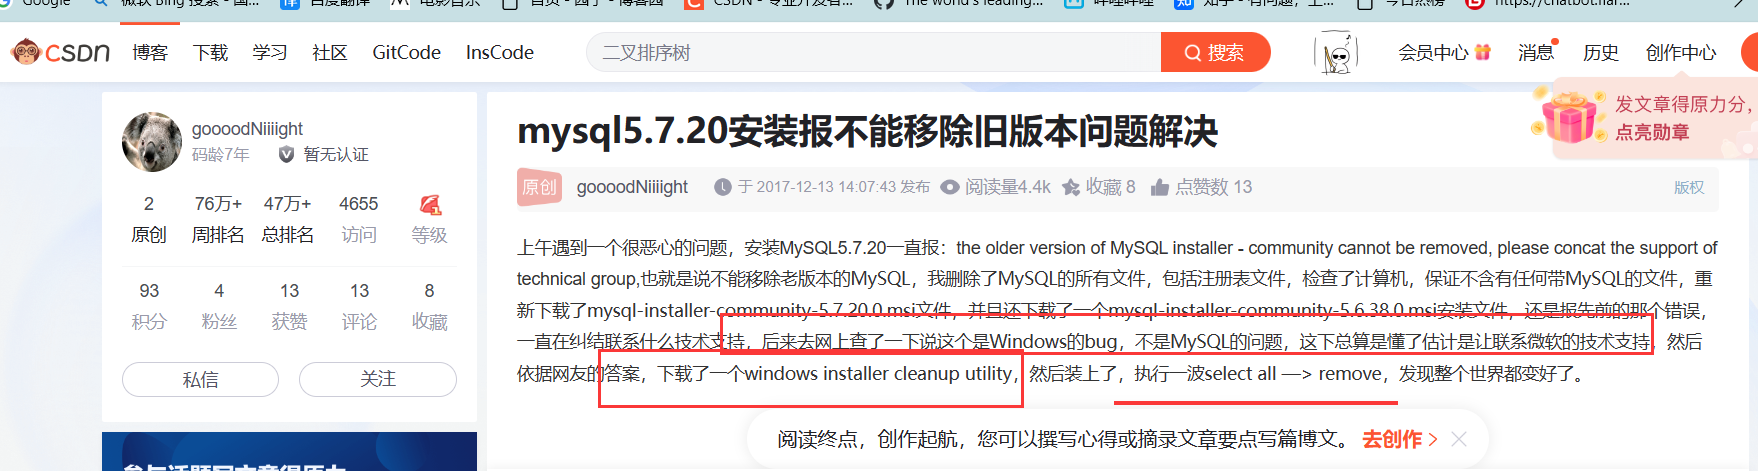 Google
微软 Bing 搜索 - 国...
译 百度翻译
电影音乐
首页 - 园子 - 博客园
C CSDN - 专业开发者...
The world's leading...
哔哩哔哩
知 知乎 - 有问题，上...
今日热榜
https://chatbot.nar...
CSDN 博客 下载 学习 社区 GitCode InsCode 二叉排序树 搜索 会员中心 消息 历史 创作中心
发文章得原力分，
点亮勋章
goooodNiiiight
码龄7年 暂无认证
2 76万+ 47万+ 4655
原创 周排名 总排名 访问 等级
93 4 13 13 8
积分 粉丝 获赞 评论 收藏
私信 关注
mysql5.7.20安装报不能移除旧版本问题解决
原创 goooodNiiiight 于 2017-12-13 14:07:43 发布 阅读量4.4k 收藏 8 点赞数 13 版权
上午遇到一个很恶心的问题，安装MySQL5.7.20一直报：the older version of MySQL installer - community cannot be removed, please concat the support of
technical group,也就是说不能移除老版本的MySQL，我删除了MySQL的所有文件，包括注册表文件，检查了计算机，保证不含有任何带MySQL的文件，重
新下载了mysql-installer-community-5.7.20.0.msi文件，并且还下载了一个mysql-installer-community-5.6.38.0.msi安装文件，还是报先前的那个错误，
一直在纠结联系什么技术支持，后来去网上查了一下说这个是Windows的bug，不是MySQL的问题，这下总算是懂了估计是让联系微软的技术支持，然后
依据网友的答案，下载了一个windows installer cleanup utility，然后装上了，执行一波select all —> remove，发现整个世界都变好了。
阅读终点，创作起航，您可以撰写心得或摘录文章要点写篇博文。去创作